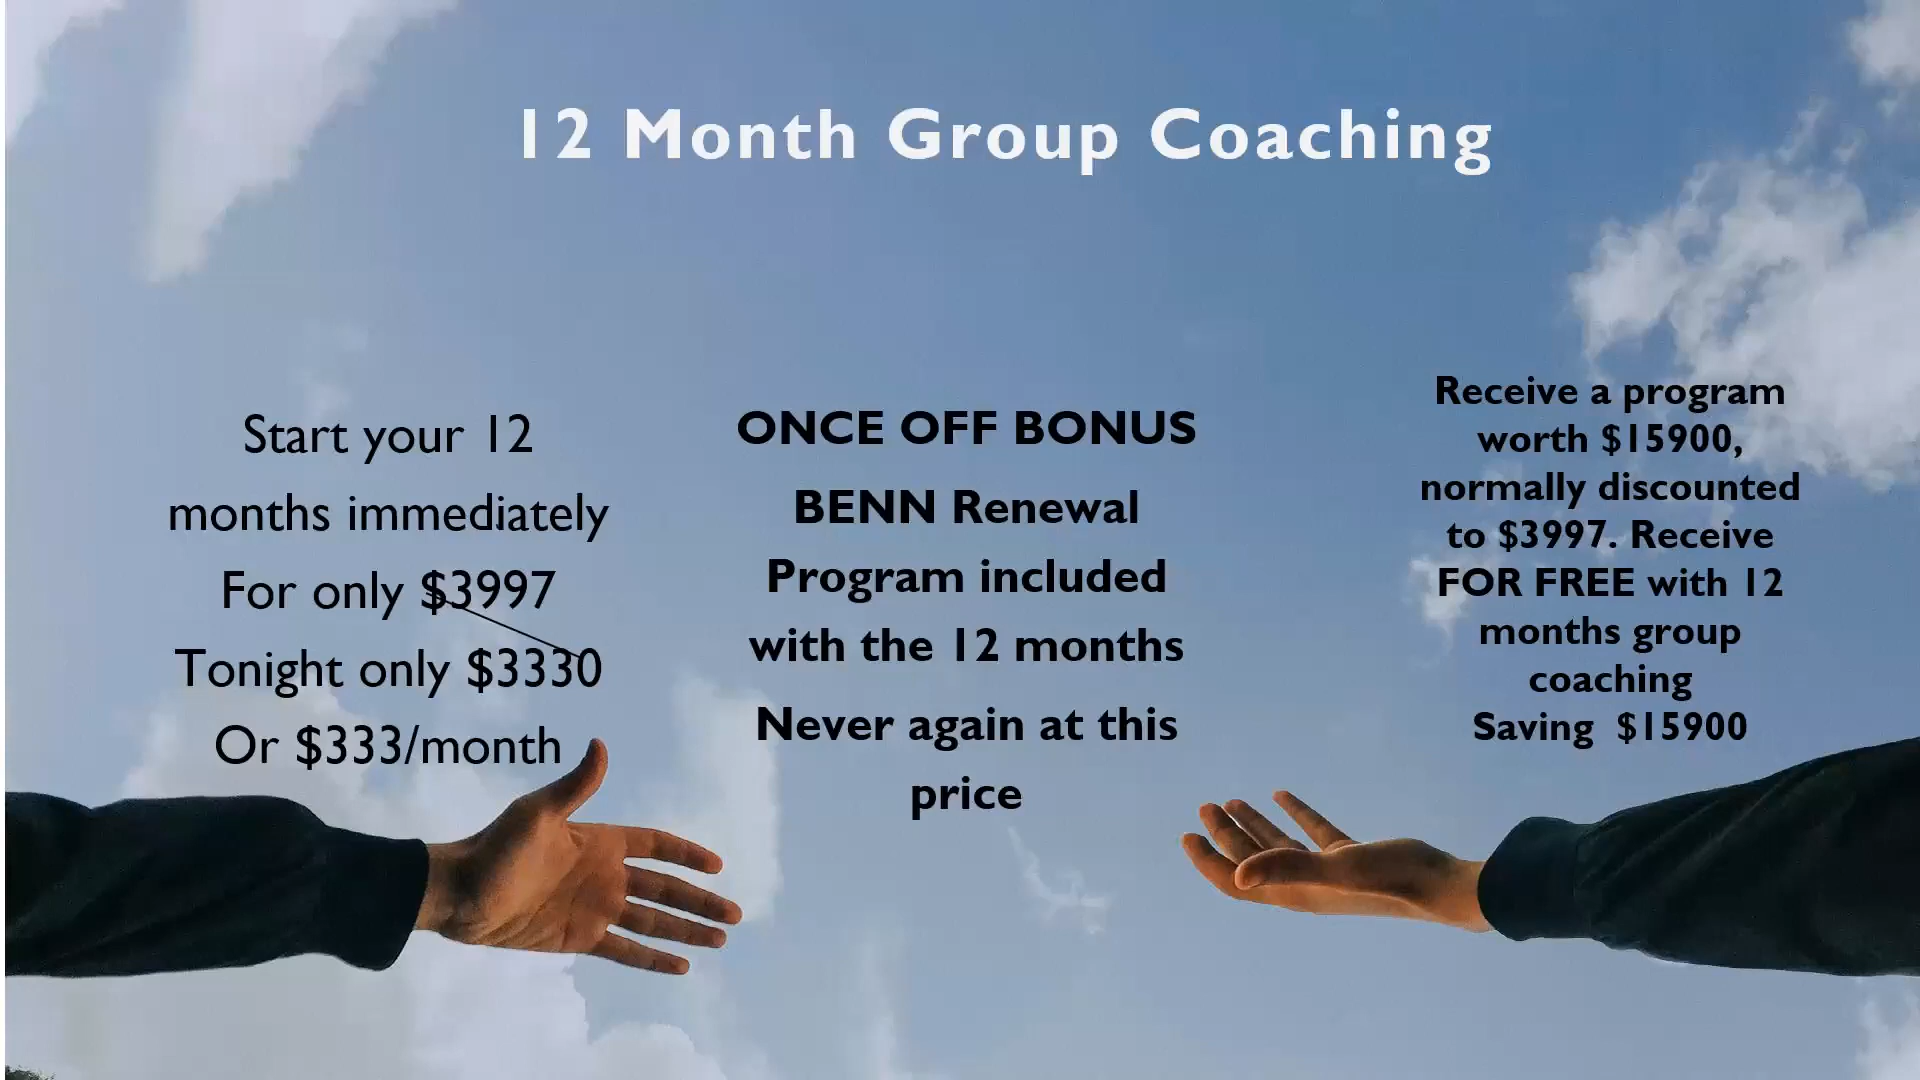 12 Month Group Coaching
Start your 12
months immediately
For only $3997
Tonight only $3330
Or $333/month
ONCE OFF BONUS
BENN Renewal
Program included
with the 12 months
Never again at this
price
Receive a program
worth $15900,
normally discounted
to $3997. Receive
FOR FREE with 12
months group
coaching
Saving  $15900